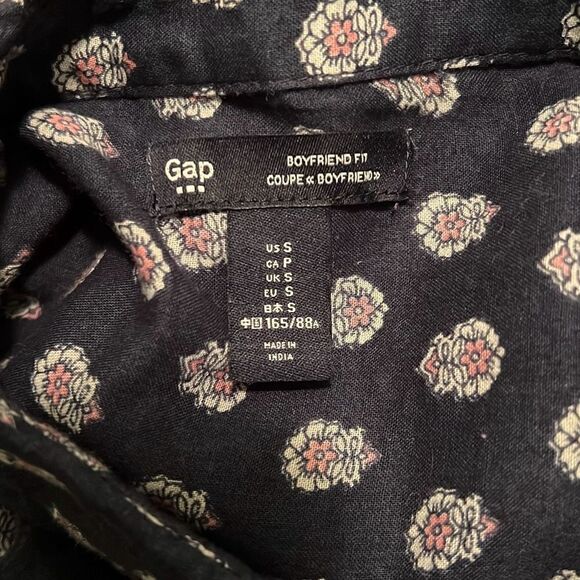 Gap
BOYFRIEND FIT
COUPE « BOYFRIEND »
US S
CA P
UK S
EU S
日本 S
中国 165/88A
MADE IN
INDIA